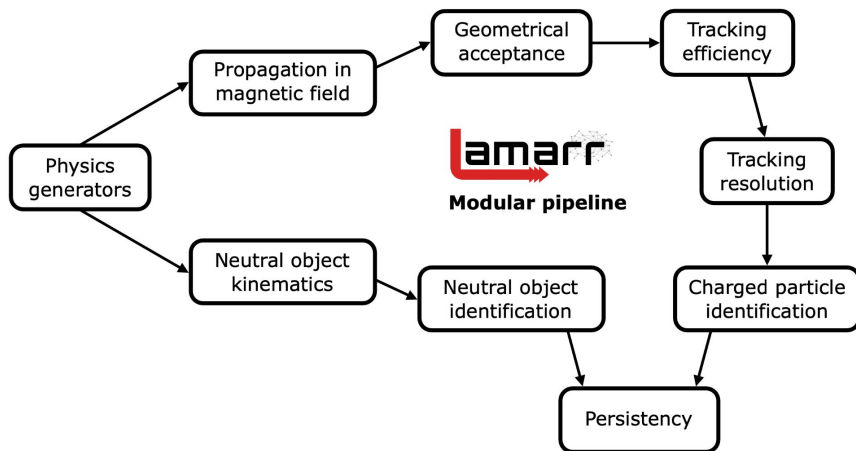 Physics
generators
Propagation in
magnetic field
Geometrical
acceptance
Tracking
efficiency
Tracking
resolution
Charged particle
identification
Neutral object
kinematics
Neutral object
identification
Persistency
Lamarr
Modular pipeline